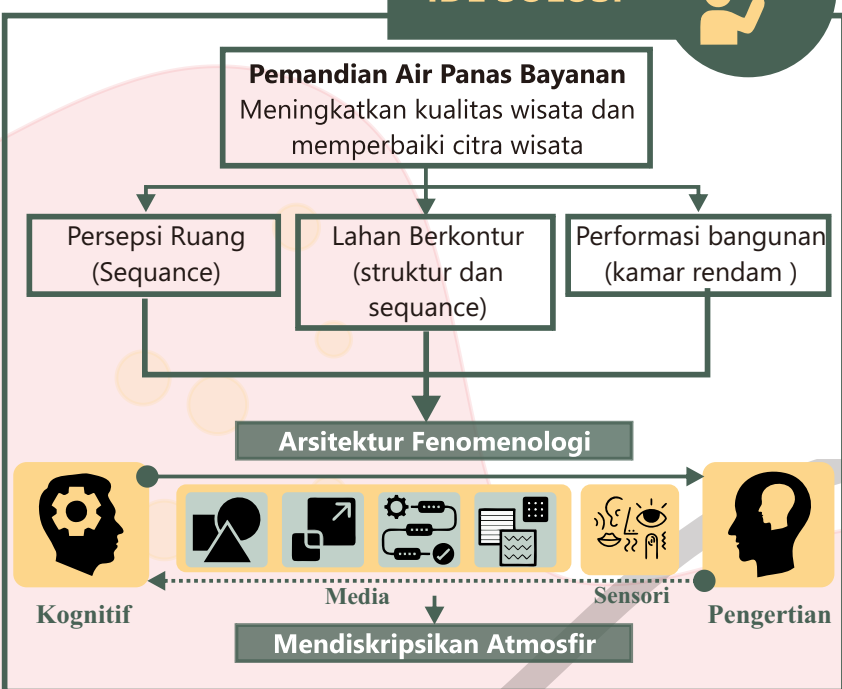 Pemandian Air Panas Bayanan
Meningkatkan kualitas wisata dan
memperbaiki citra wisata
Persepsi Ruang
(Sequance)
Lahan Berkontur
(struktur dan
sequance)
Performasi bangunan
(kamar rendam )
Arsitektur Fenomenologi
Media
Sensori
Kognitif
Pengertian
Mendiskripsikan Atmosfir